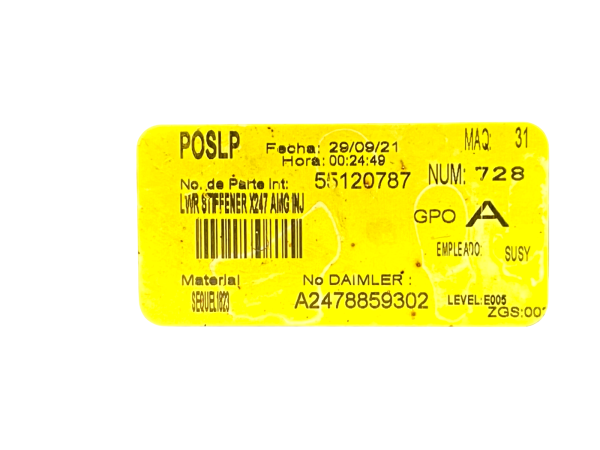 POSLP
Fecha: 29/09/21
MAQ: 31
Hora: 00:24:49
No. de Parte Int: 55120787
NUM: 728
LWR STIFFENER X247 AMG INJ
GPO A
EMPLEADO: SUSY
Material
No DAIMLER :
SEQUEL1823
A2478859302
LEVEL:E005
ZGS:00